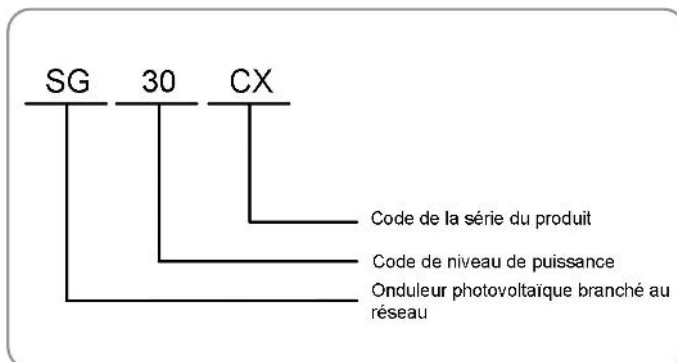 SG 30 CX
Code de la série du produit
Code de niveau de puissance
Onduleur photovoltaïque branché au
réseau